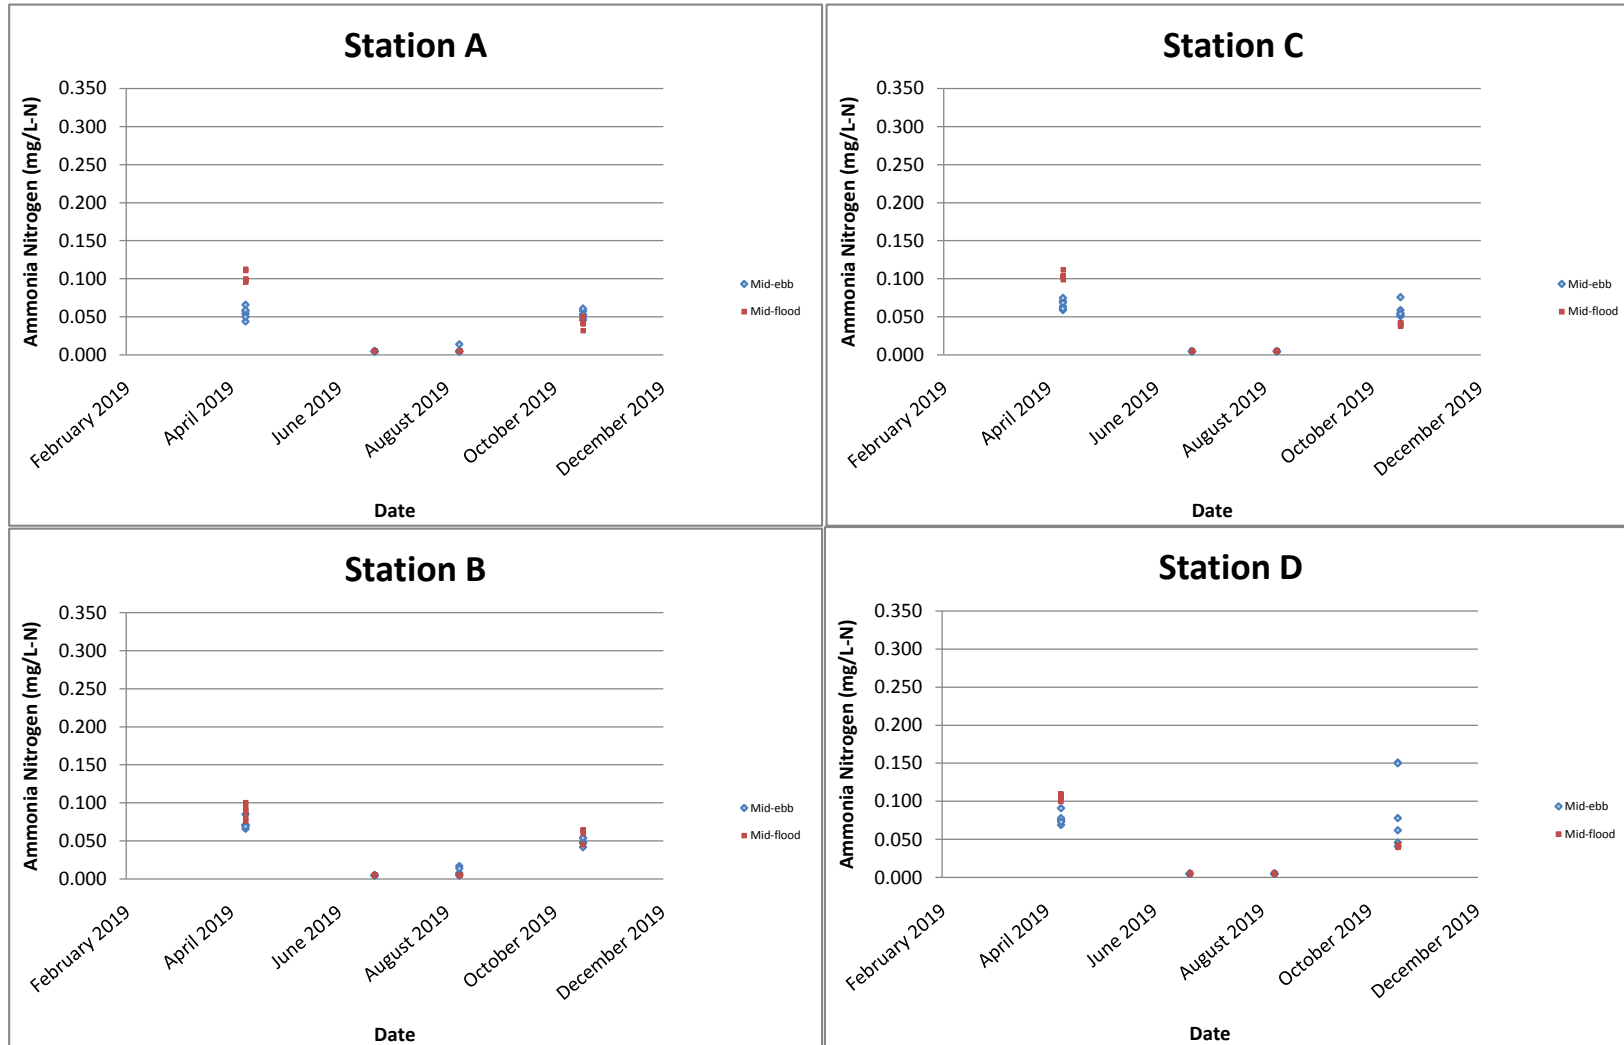 Station A
Ammonia Nitrogen (mg/L-N)
0.350
0.300
0.250
0.200
0.150
0.100
0.050
0.000
February 2019
April 2019
June 2019
August 2019
October 2019
December 2019
Date
Mid-ebb
Mid-flood
Station C
Ammonia Nitrogen (mg/L-N)
0.350
0.300
0.250
0.200
0.150
0.100
0.050
0.000
February 2019
April 2019
June 2019
August 2019
October 2019
December 2019
Date
Mid-ebb
Mid-flood
Station B
Ammonia Nitrogen (mg/L-N)
0.350
0.300
0.250
0.200
0.150
0.100
0.050
0.000
February 2019
April 2019
June 2019
August 2019
October 2019
December 2019
Date
Mid-ebb
Mid-flood
Station D
Ammonia Nitrogen (mg/L-N)
0.350
0.300
0.250
0.200
0.150
0.100
0.050
0.000
February 2019
April 2019
June 2019
August 2019
October 2019
December 2019
Date
Mid-ebb
Mid-flood